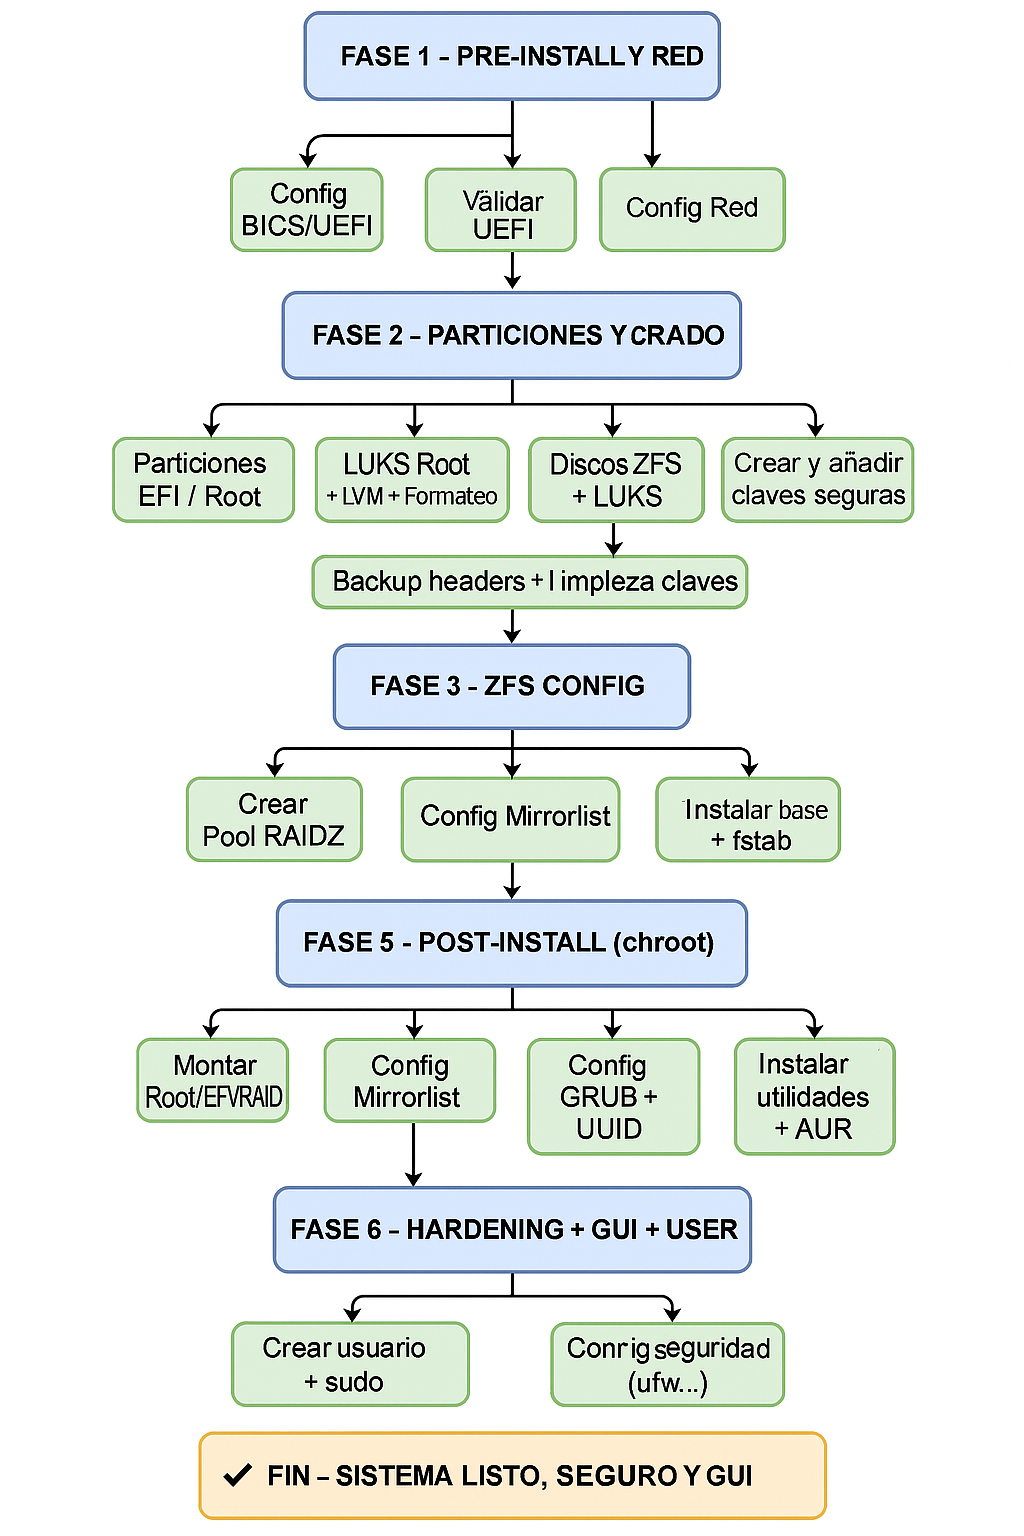 FASE 1 – PRE-INSTALL Y RED
Config
BICS/UEFI
Välidar
UEFI
Config Red
FASE 2 – PARTICIONES Y CRADO
Particiones
EFI / Root
LUKS Root
+ LVM + Formateo
Discos ZFS
+ LUKS
Crear y añadir
claves seguras
Backup headers + I impleza claves
FASE 3 - ZFS CONFIG
Crear
Pool RAIDZ
Config Mirrorlist
Instalar base
+ fstab
FASE 5 - POST-INSTALL (chroot)
Montar
Root/EFVRAID
Config
Mirrorlist
Config
GRUB +
UUID
Instalar
utilidades
+ AUR
FASE 6 – HARDENING + GUI + USER
Crear usuario
+ sudo
Conrig seguridad
(ufw...)
✔ FIN – SISTEMA LISTO, SEGURO Y GUI